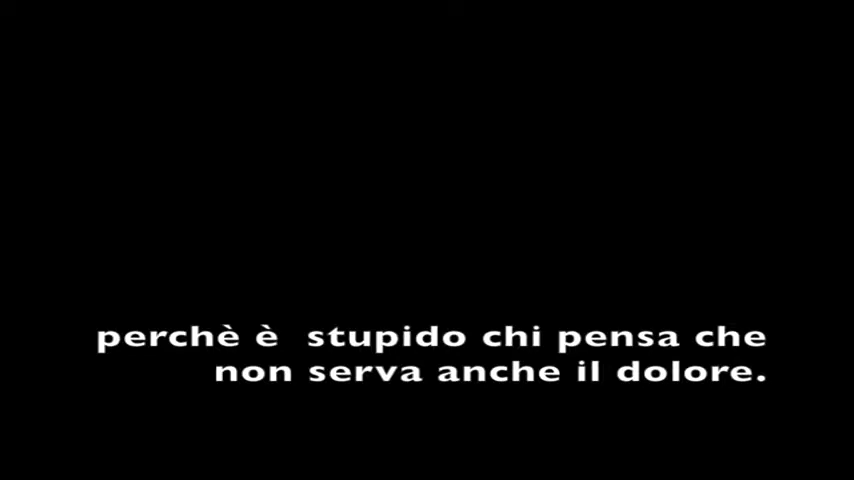 perchè è  stupido chi pensa che
non serva anche il dolore.